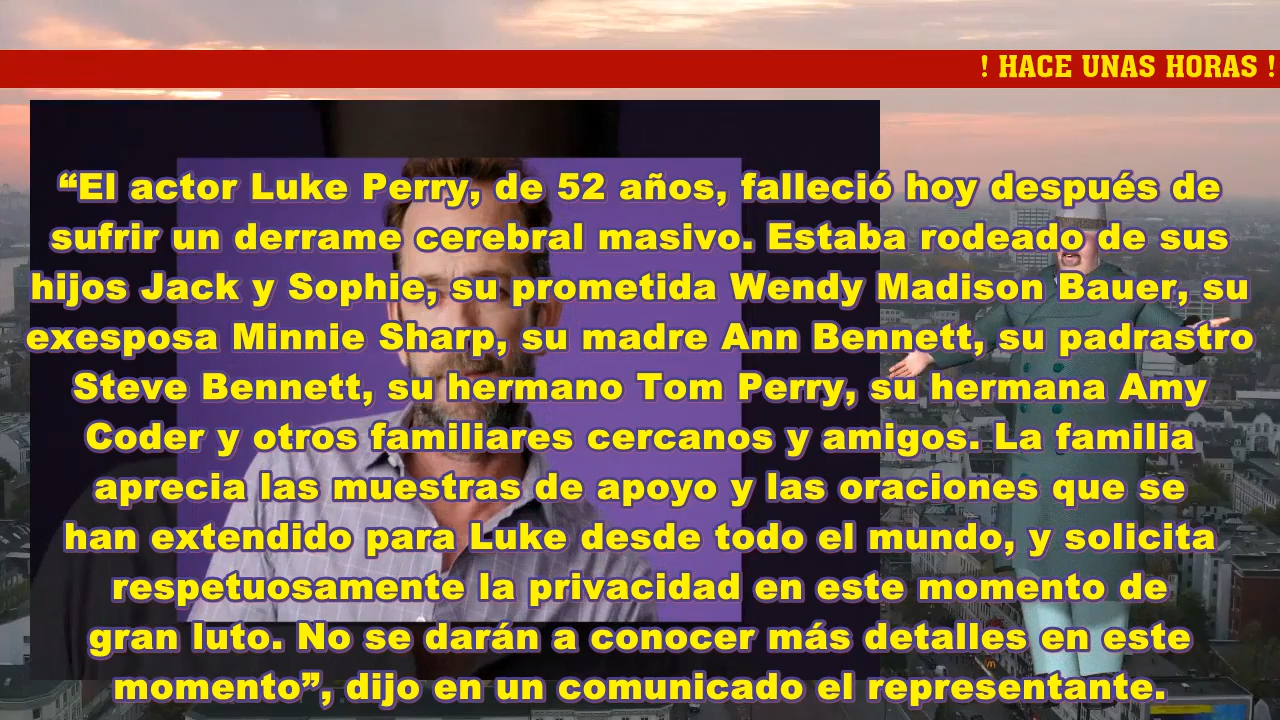 ! HACE UNAS HORAS !
“El actor Luke Perry, de 52 años, falleció hoy después de
sufrir un derrame cerebral masivo. Estaba rodeado de sus
hijos Jack y Sophie, su prometida Wendy Madison Bauer, su
exesposa Minnie Sharp, su madre Ann Bennett, su padrastro
Steve Bennett, su hermano Tom Perry, su hermana Amy
Coder y otros familiares cercanos y amigos. La familia
aprecia las muestras de apoyo y las oraciones que se
han extendido para Luke desde todo el mundo, y solicita
respetuosamente la privacidad en este momento de
gran luto. No se darán a conocer más detalles en este
momento”, dijo en un comunicado el representante.